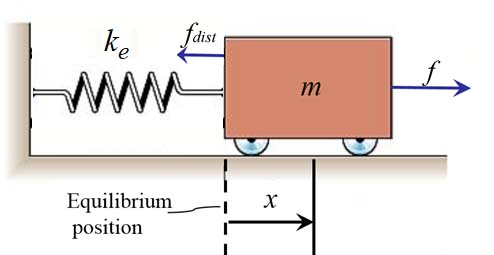 k_e
f_dist
m
f
Equilibrium
position
x